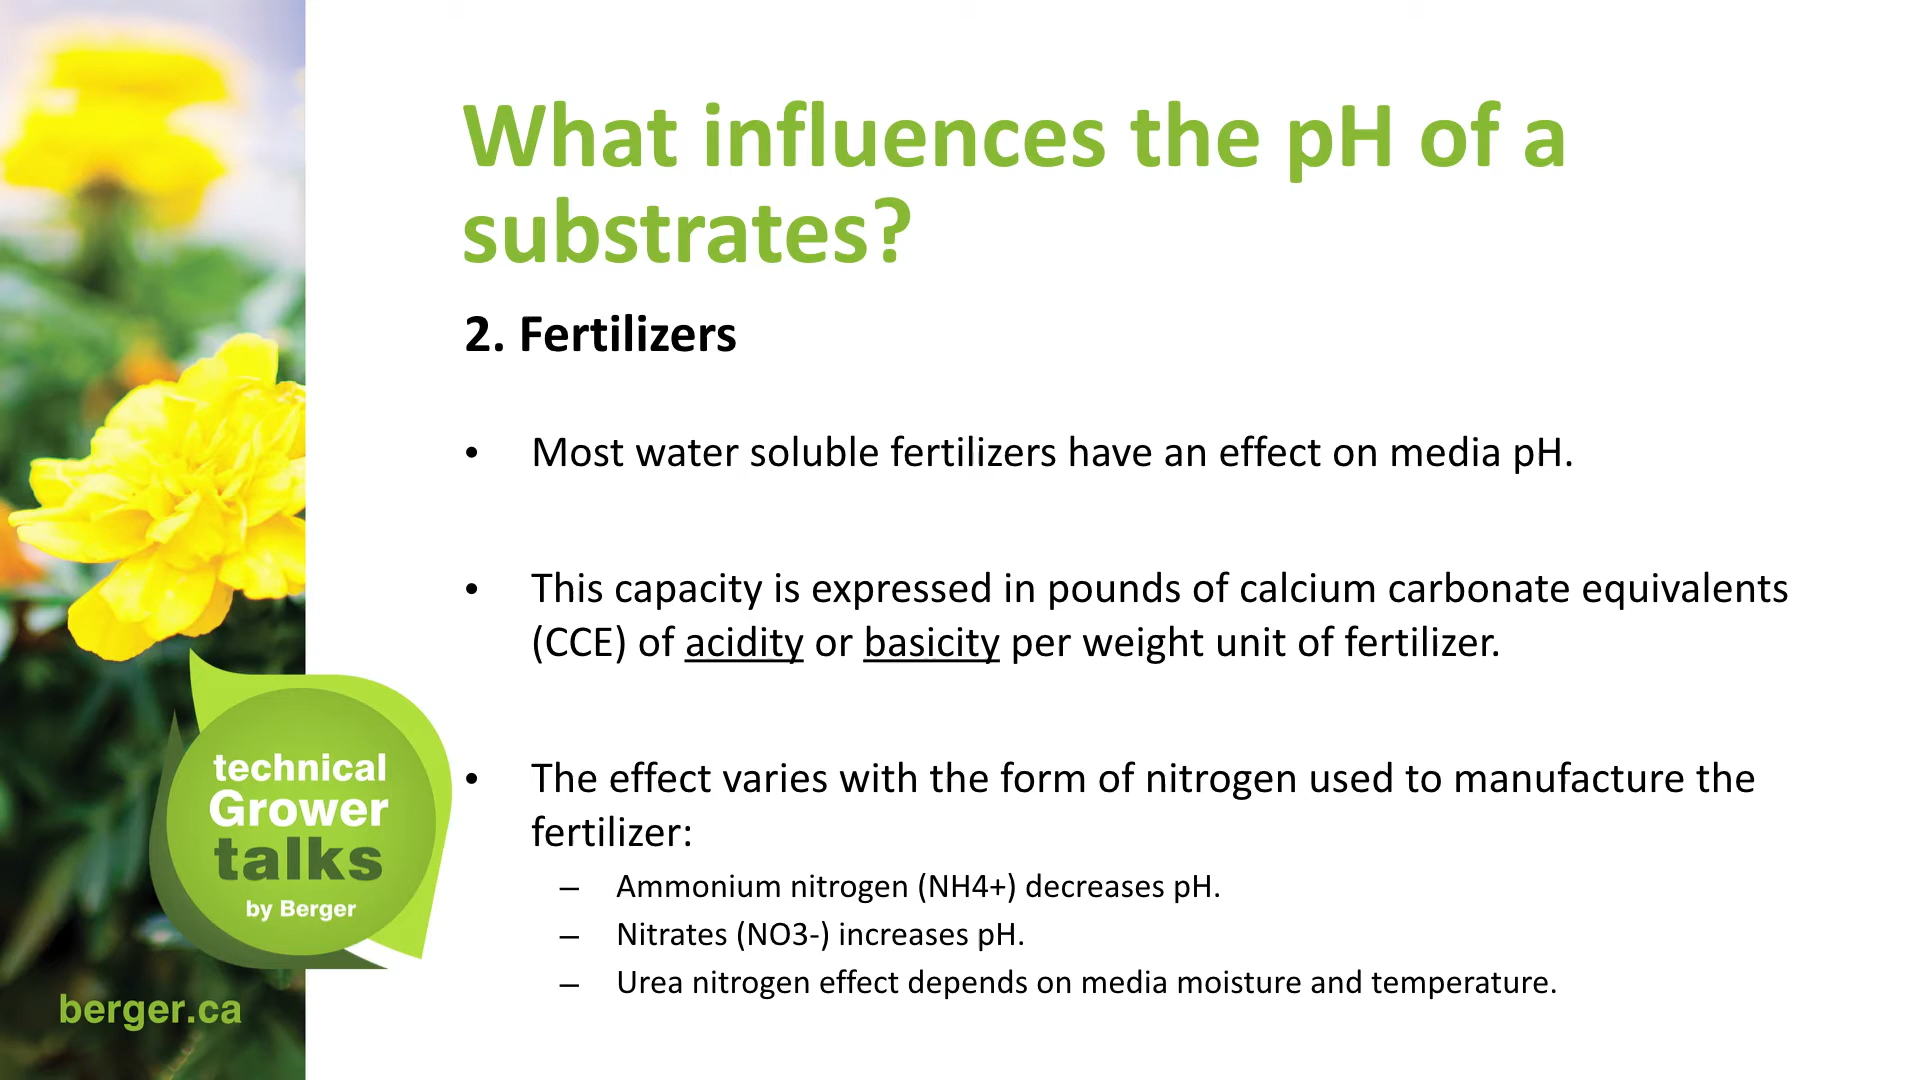 What influences the pH of a
substrates?
2. Fertilizers
• Most water soluble fertilizers have an effect on media pH.
• This capacity is expressed in pounds of calcium carbonate equivalents
(CCE) of acidity or basicity per weight unit of fertilizer.
• The effect varies with the form of nitrogen used to manufacture the
fertilizer:
– Ammonium nitrogen (NH4+) decreases pH.
– Nitrates (NO3-) increases pH.
– Urea nitrogen effect depends on media moisture and temperature.
technical
Grower
talks
by Berger
berger.ca